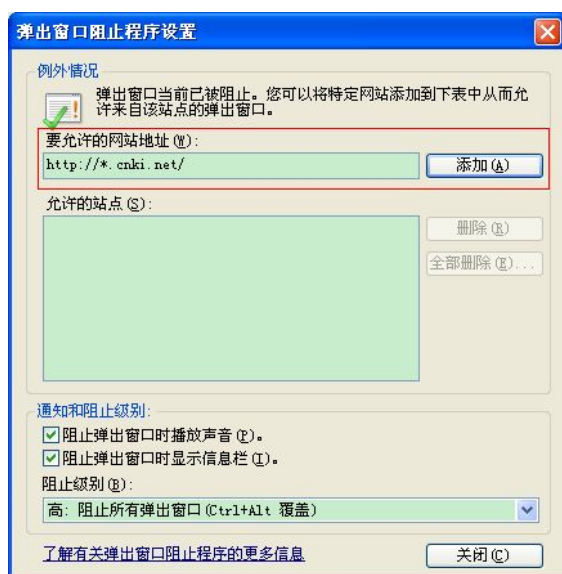 弹出窗口阻止程序设置
例外情况
弹出窗口当前已被阻止。您可以将特定网站添加到下表中从而允
许来自该站点的弹出窗口。
要允许的网站地址(W):
http://*.cnki.net/
添加(A)
允许的站点(S):
删除(R)
全部删除(E)...
通知和阻止级别:
阻止弹出窗口时播放声音(P)。
阻止弹出窗口时显示信息栏(I)。
阻止级别(B):
高: 阻止所有弹出窗口(Ctrl+Alt 覆盖)
了解有关弹出窗口阻止程序的更多信息
关闭(C)